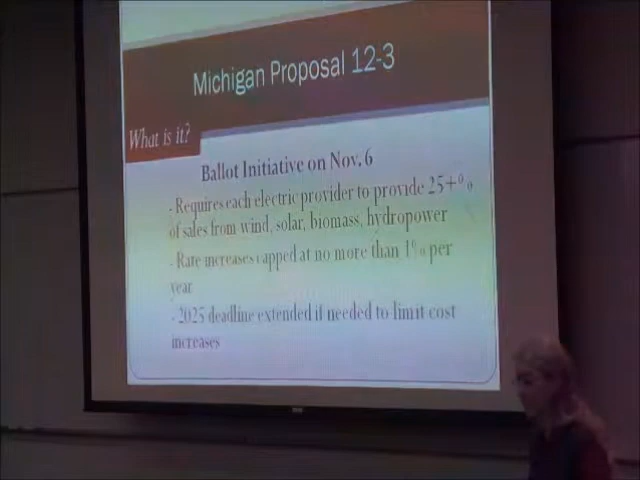 Michigan Proposal 12-3
What is it?
Ballot Initiative on Nov. 6
- Requires each electric provider to provide 25+%
of sales from wind, solar, biomass, hydropower
- Rate increases capped at no more than 1% per
year
- 2025 deadline extended if needed to limit cost
increases